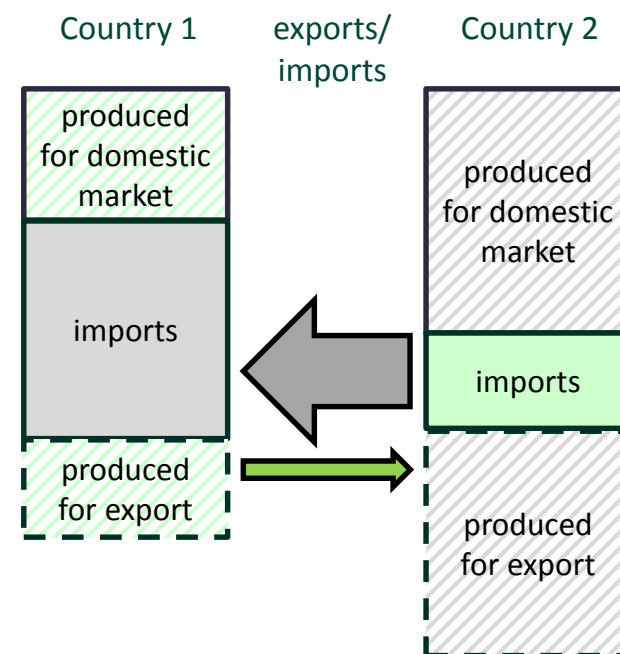 Country 1
exports/
imports
Country 2
produced
for domestic
market
imports
produced
for export
produced
for domestic
market
imports
produced
for export